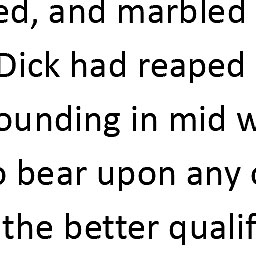 ed, and marbled
Dick had reaped
ounding in mid w
o bear upon any
the better qualif